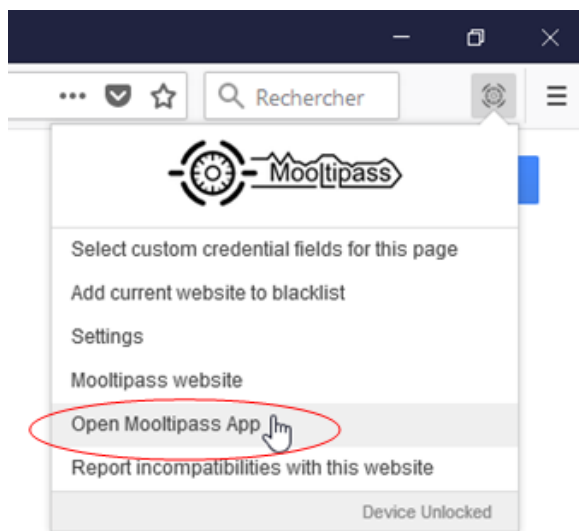 Rechercher
Mooltipass
Select custom credential fields for this page
Add current website to blacklist
Settings
Mooltipass website
Open Mooltipass App
Report incompatibilities with this website
Device Unlocked